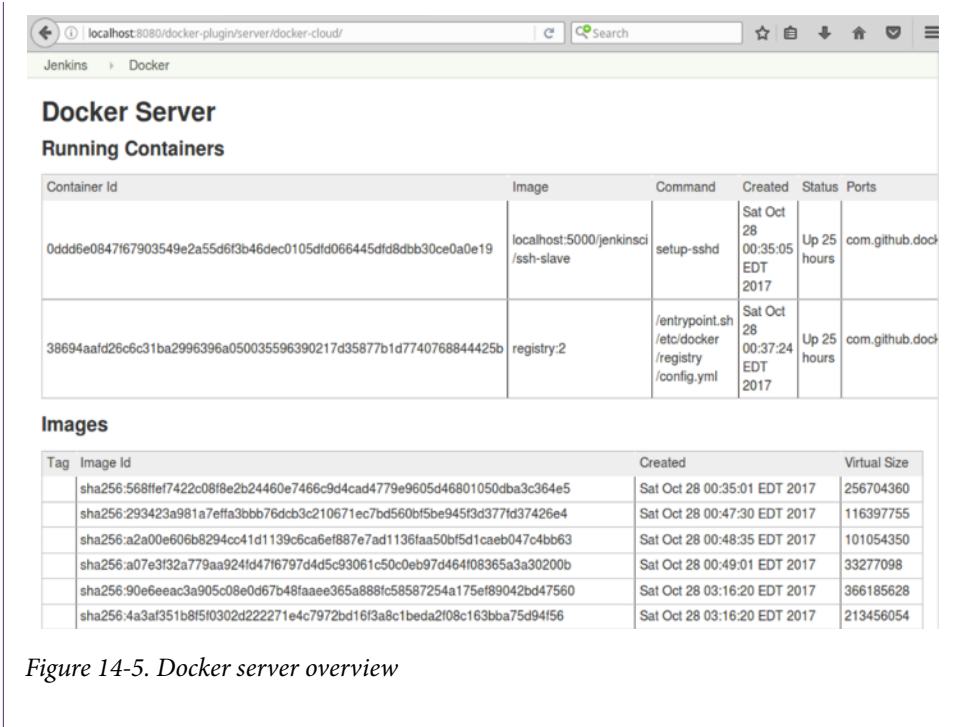 localhost:8080/docker-plugin/server/docker-cloud/
Search
Jenkins Docker
Docker Server
Running Containers
Container Id Image Command Created Status Ports
0ddd6e0847f67903549e2a55d6f3b46dec0105dfd066445dfd8dbb30ce0a0e19 localhost:5000/jenkinsci/ssh-slave setup-sshd Sat Oct 28 00:35:05 EDT 2017 Up 25 hours com.github.dock
38694aafd26c6c31ba2996396a050035596390217d35877b1d7740768844425b registry:2 /entrypoint.sh /etc/docker/registry/config.yml Sat Oct 28 00:37:24 EDT 2017 Up 25 hours com.github.dock
Images
Tag Image Id Created Virtual Size
sha256:568ffef7422c08f8e2b24460e7466c9d4cad4779e9605d46801050dba3c364e5 Sat Oct 28 00:35:01 EDT 2017 256704360
sha256:293423a981a7effa3bbb76dcb3c210671ec7bd560bf5be945f3d377fd37426e4 Sat Oct 28 00:47:30 EDT 2017 116397755
sha256:a2a00e606b8294cc41d1139c6ca6ef887e7ad1136faa50bf5d1caeb047c4bb63 Sat Oct 28 00:48:35 EDT 2017 101054350
sha256:a07e3f32a779aa924fd47f6797d4d5c93061c50c0eb97d464f08365a3a30200b Sat Oct 28 00:49:01 EDT 2017 33277098
sha256:90e6eeac3a905c08e0d67b48faaee365a888fc58587254a175ef89042bd47560 Sat Oct 28 03:16:20 EDT 2017 366185628
sha256:4a3af351b8f5f0302d222271e4c7972bd16f3a8c1beda2f08c163bba75d94f56 Sat Oct 28 03:16:20 EDT 2017 213456054
Figure 14-5. Docker server overview